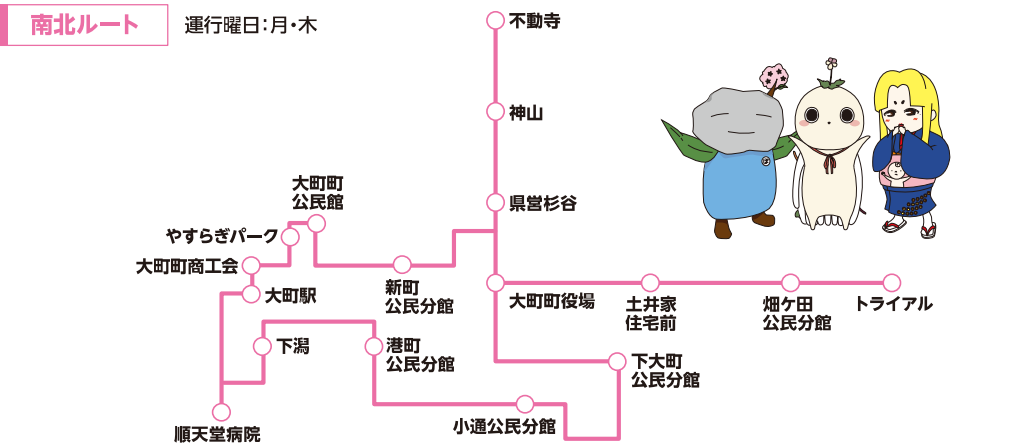 南北ルート
運行曜日:月・木
不動寺
神山
県営杉谷
大町町
公民館
やすらぎパーク
大町町商工会
大町駅
新町
公民分館
大町町役場
土井家
住宅前
畑ケ田
公民分館
トライアル
下潟
港町
公民分館
下大町
公民分館
小通公民分館
順天堂病院